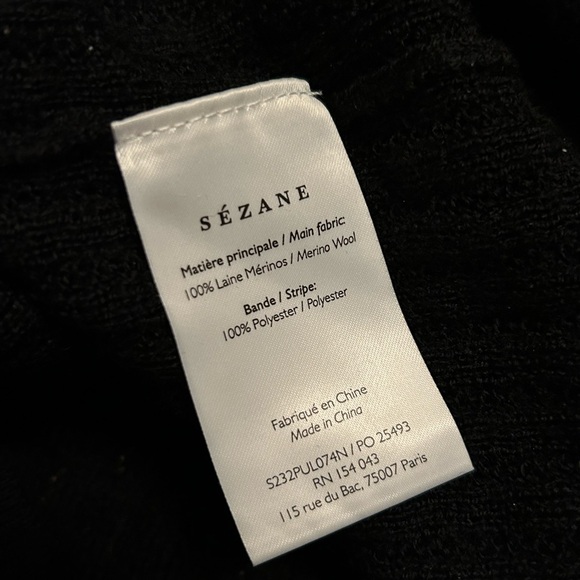 SÉZANE
Matière principale / Main fabric:
100% Laine Mérinos / Merino Wool
Bande / Stripe:
100% Polyester / Polyester
Fabriqué en Chine
Made in China
S232PUL074N / PO 25493
RN 154 043
115 rue du Bac, 75007 Paris